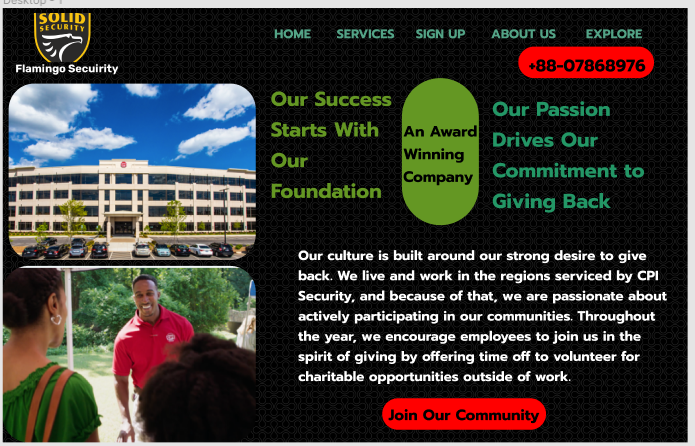 Desktop - 1
SOLID
SECURITY
Flamingo Secuirity
HOME SERVICES SIGN UP ABOUT US EXPLORE
+88-07868976
Our Success
Starts With
Our
Foundation
An Award
Winning
Company
Our Passion
Drives Our
Commitment to
Giving Back
Our culture is built around our strong desire to give
back. We live and work in the regions serviced by CPI
Security, and because of that, we are passionate about
actively participating in our communities. Throughout
the year, we encourage employees to join us in the
spirit of giving by offering time off to volunteer for
charitable opportunities outside of work.
Join Our Community